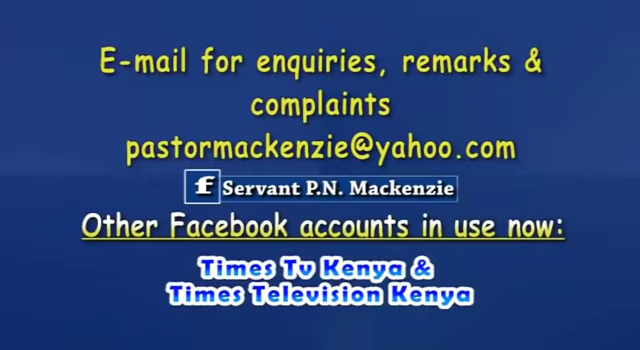 E-mail for enquiries, remarks &
complaints
pastormackenzie@yahoo.com
f Servant P.N. Mackenzie
Other Facebook accounts in use now:
Times Tv Kenya &
Times Television Kenya